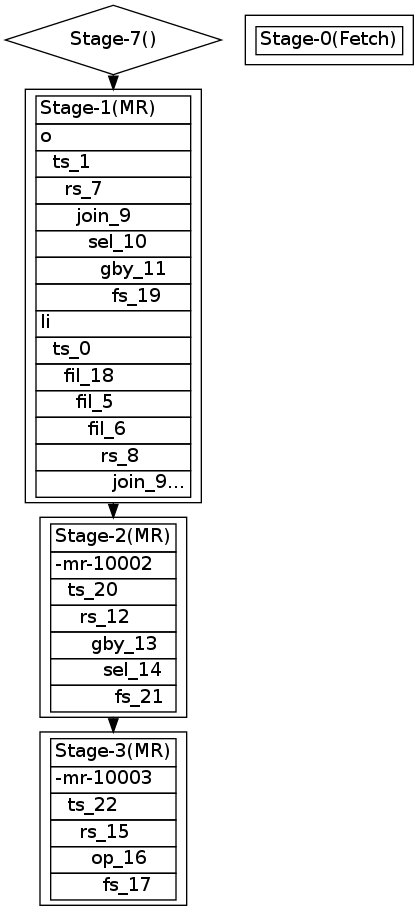 Stage-7()
Stage-0(Fetch)
Stage-1(MR)
o
ts_1
rs_7
join_9
sel_10
gby_11
fs_19
li
ts_0
fil_18
fil_5
fil_6
rs_8
join_9...
Stage-2(MR)
-mr-10002
ts_20
rs_12
gby_13
sel_14
fs_21
Stage-3(MR)
-mr-10003
ts_22
rs_15
op_16
fs_17